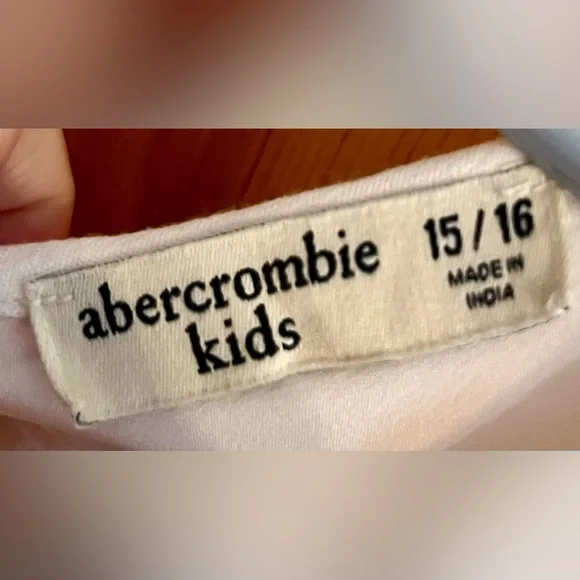 abercrombie
kids
15/16
MADE IN
INDIA